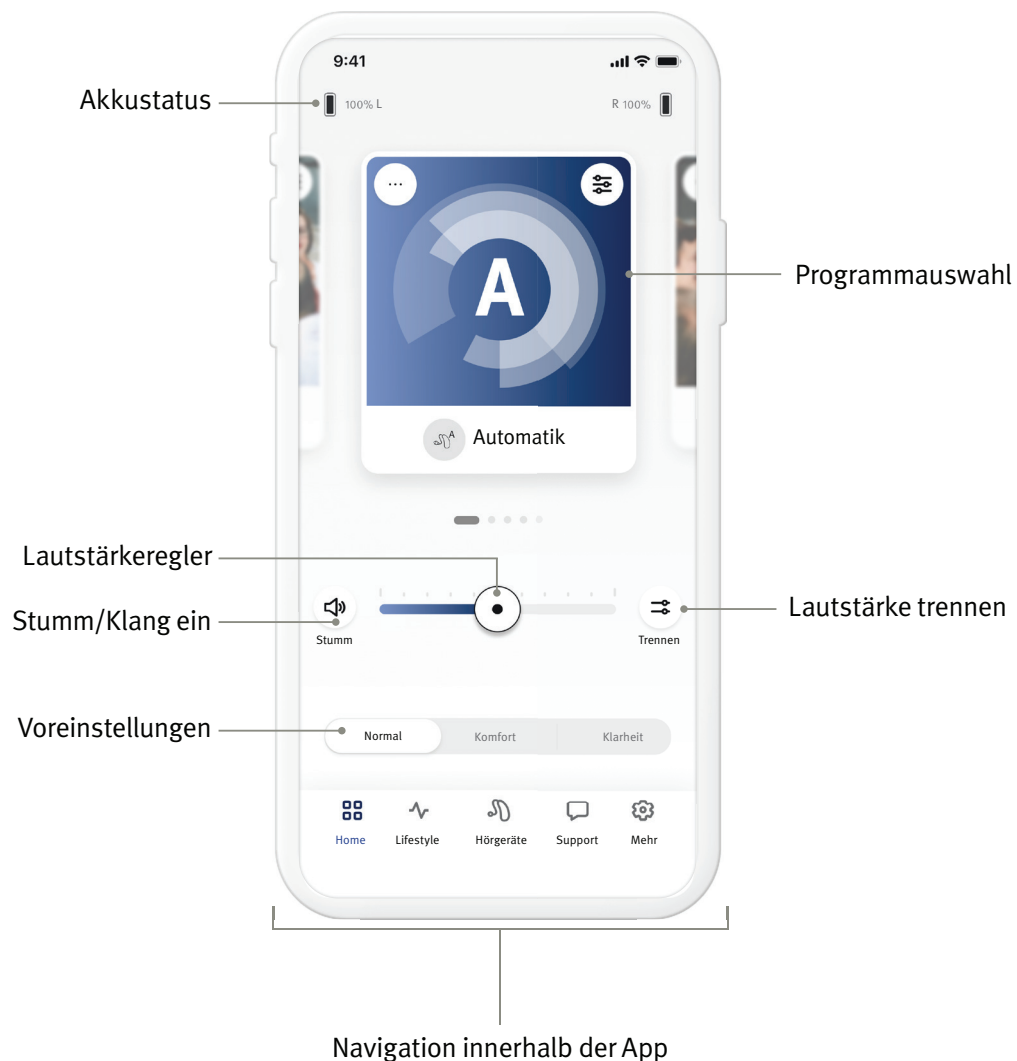 9:41
Akkustatus
100% L
R 100%
...
A
Programmauswahl
A
Automatik
Lautstärkeregler
Stumm/Klang ein
Lautstärke trennen
Stumm
Trennen
Voreinstellungen
Normal
Komfort
Klarheit
Home
Lifestyle
Hörgeräte
Support
Mehr
Navigation innerhalb der App